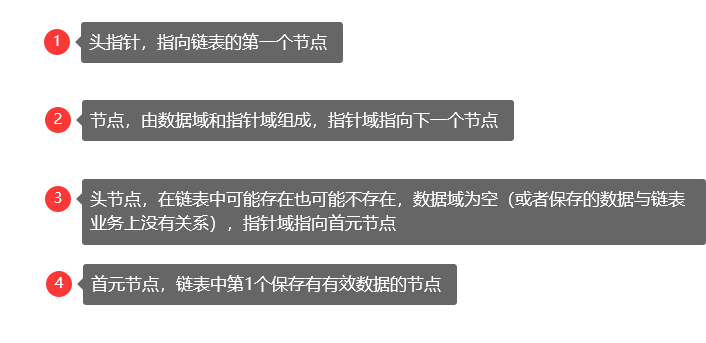 1 头指针，指向链表的第一个节点
2 节点，由数据域和指针域组成，指针域指向下一个节点
3 头节点，在链表中可能存在也可能不存在，数据域为空（或者保存的数据与链表
业务上没有关系），指针域指向首元节点
4 首元节点，链表中第1个保存有有效数据的节点